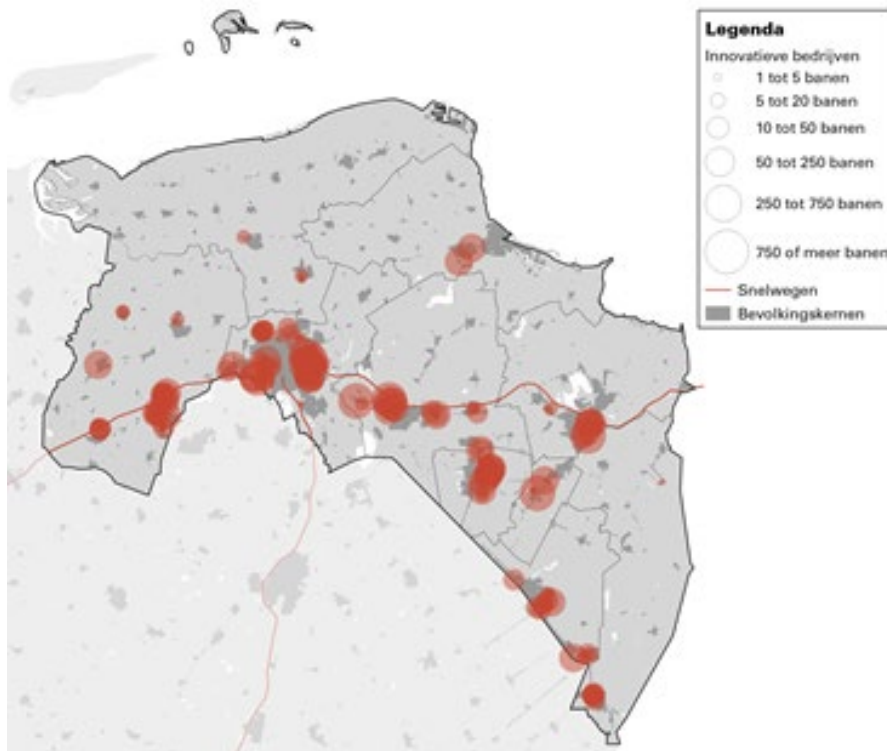 Legenda
Innovatieve bedrijven
1 tot 5 banen
5 tot 20 banen
10 tot 50 banen
50 tot 250 banen
250 tot 750 banen
750 of meer banen
Snelwegen
Bevolkingskernen